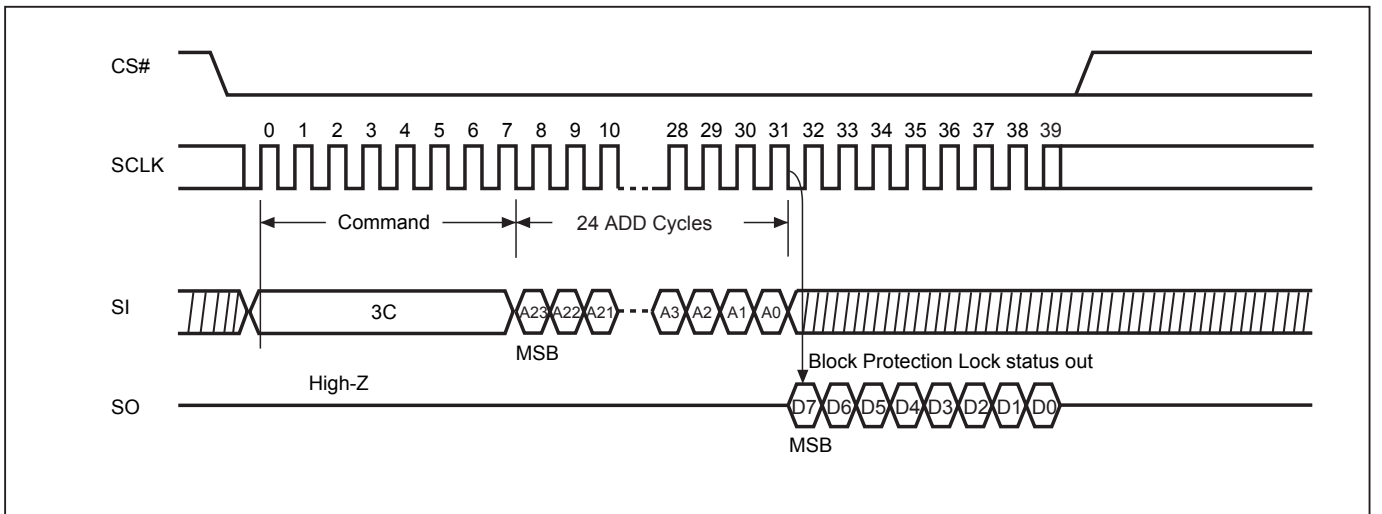 CS#
0 1 2 3 4 5 6 7 8 9 10 28 29 30 31 32 33 34 35 36 37 38 39
SCLK
Command 24 ADD Cycles
SI 3C A23 A22 A21 A3 A2 A1 A0
MSB
Block Protection Lock status out
High-Z
SO D7 D6 D5 D4 D3 D2 D1 D0
MSB